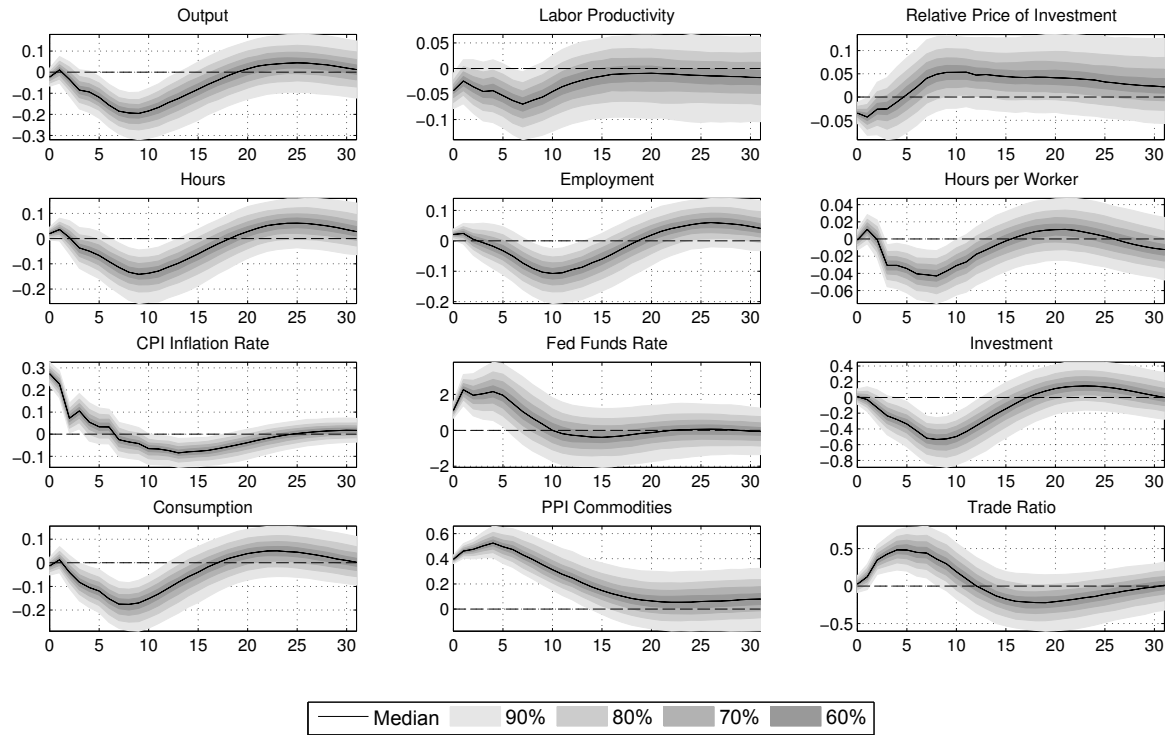 Output
0.1
0
−0.1
−0.2
−0.3
0 5 10 15 20 25 30
Labor Productivity
0.05
0
−0.05
−0.1
0 5 10 15 20 25 30
Relative Price of Investment
0.1
0.05
0
−0.05
0 5 10 15 20 25 30
Hours
0.1
0
−0.1
−0.2
0 5 10 15 20 25 30
Employment
0.1
0
−0.1
−0.2
0 5 10 15 20 25 30
Hours per Worker
0.04
0.02
0
−0.02
−0.04
−0.06
0 5 10 15 20 25 30
CPI Inflation Rate
0.3
0.2
0.1
0
−0.1
0 5 10 15 20 25 30
Fed Funds Rate
2
0
−2
0 5 10 15 20 25 30
Investment
0.4
0.2
0
−0.2
−0.4
−0.6
−0.8
0 5 10 15 20 25 30
Consumption
0.1
0
−0.1
−0.2
0 5 10 15 20 25 30
PPI Commodities
0.6
0.4
0.2
0
0 5 10 15 20 25 30
Trade Ratio
0.5
0
−0.5
0 5 10 15 20 25 30
Median 90% 80% 70% 60%